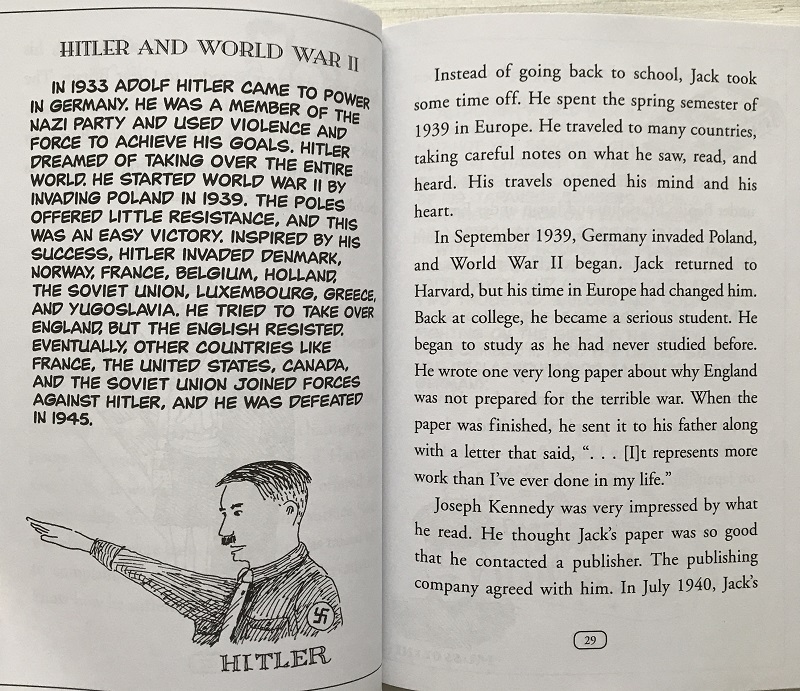 HITLER AND WORLD WAR II
IN 1933 ADOLF HITLER CAME TO POWER
IN GERMANY. HE WAS A MEMBER OF THE
NAZI PARTY AND USED VIOLENCE AND
FORCE TO ACHIEVE HIS GOALS. HITLER
DREAMED OF TAKING OVER THE ENTIRE
WORLD. HE STARTED WORLD WAR II BY
INVADING POLAND IN 1939. THE POLES
OFFERED LITTLE RESISTANCE, AND THIS
WAS AN EASY VICTORY. INSPIRED BY HIS
SUCCESS, HITLER INVADED DENMARK,
NORWAY, FRANCE, BELGIUM, HOLLAND,
THE SOVIET UNION, LUXEMBOURG, GREECE,
AND YUGOSLAVIA. HE TRIED TO TAKE OVER
ENGLAND, BUT THE ENGLISH RESISTED.
EVENTUALLY, OTHER COUNTRIES LIKE
FRANCE, THE UNITED STATES, CANADA,
AND THE SOVIET UNION JOINED FORCES
AGAINST HITLER, AND HE WAS DEFEATED
IN 1945.
HITLER
Instead of going back to school, Jack took
some time off. He spent the spring semester of
1939 in Europe. He traveled to many countries,
taking careful notes on what he saw, read, and
heard. His travels opened his mind and his
heart.
In September 1939, Germany invaded Poland,
and World War II began. Jack returned to
Harvard, but his time in Europe had changed him.
Back at college, he became a serious student. He
began to study as he had never studied before.
He wrote one very long paper about why England
was not prepared for the terrible war. When the
paper was finished, he sent it to his father along
with a letter that said, “. . . [I]t represents more
work than I’ve ever done in my life.”
Joseph Kennedy was very impressed by what
he read. He thought Jack’s paper was so good
that he contacted a publisher. The publishing
company agreed with him. In July 1940, Jack’s
29